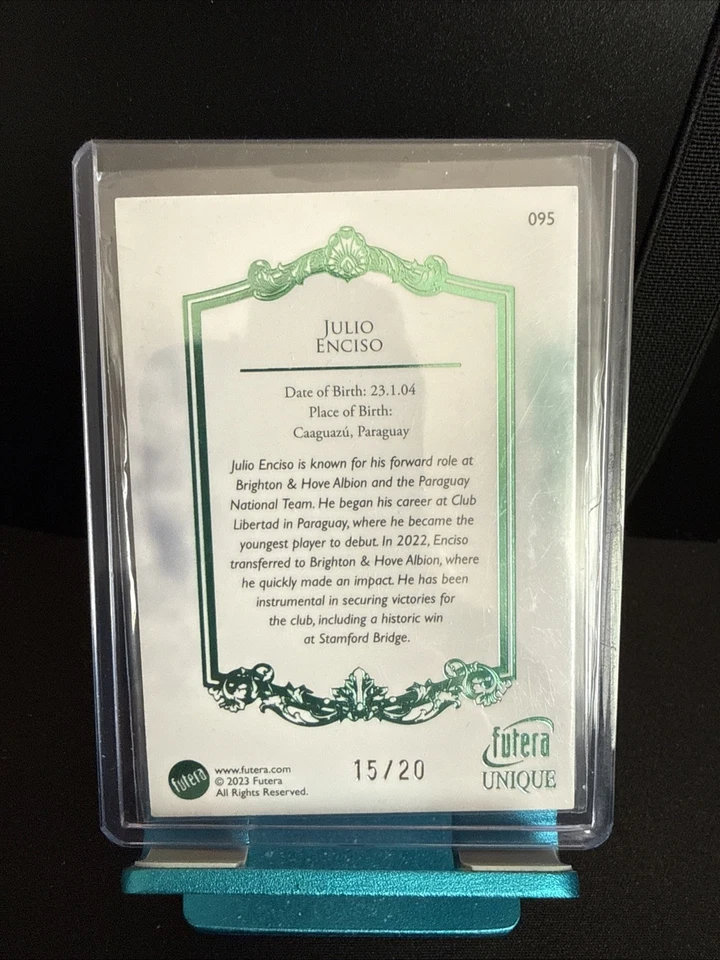 095
JULIO
ENCISO
Date of Birth: 23.1.04
Place of Birth:
Caaguazú, Paraguay
Julio Enciso is known for his forward role at
Brighton & Hove Albion and the Paraguay
National Team. He began his career at Club
Libertad in Paraguay, where he became the
youngest player to debut. In 2022, Enciso
transferred to Brighton & Hove Albion, where
he quickly made an impact. He has been
instrumental in securing victories for
the club, including a historic win
at Stamford Bridge.
futera
www.futera.com
© 2023 Futera
All Rights Reserved.
15/20
futera
UNIQUE